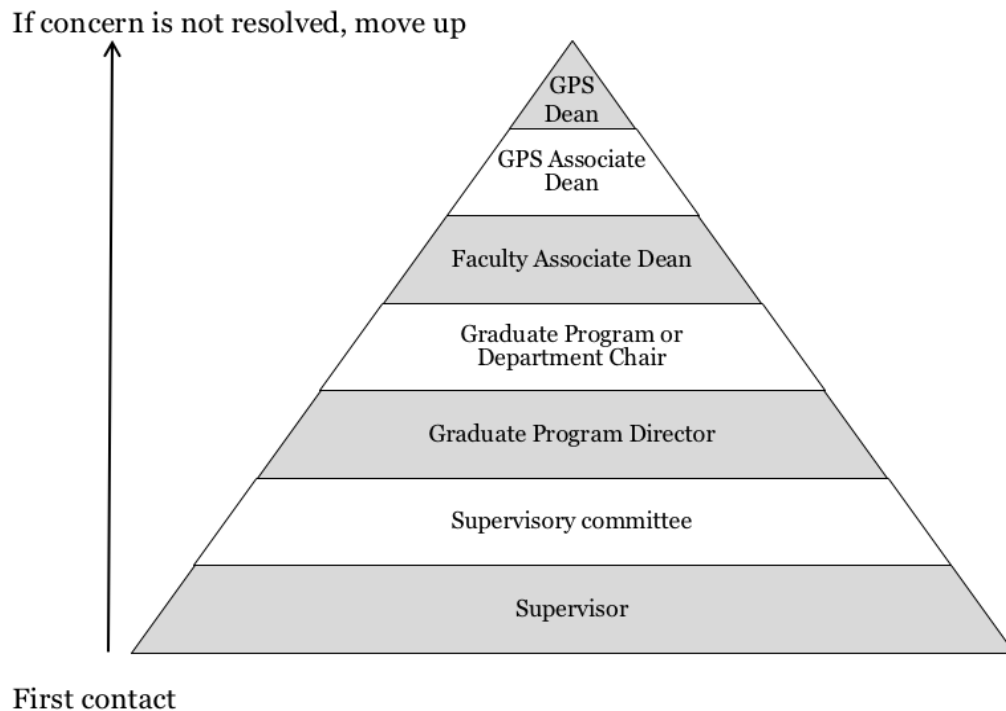 If concern is not resolved, move up
GPS
Dean
GPS Associate
Dean
Faculty Associate Dean
Graduate Program or
Department Chair
Graduate Program Director
Supervisory committee
Supervisor
First contact